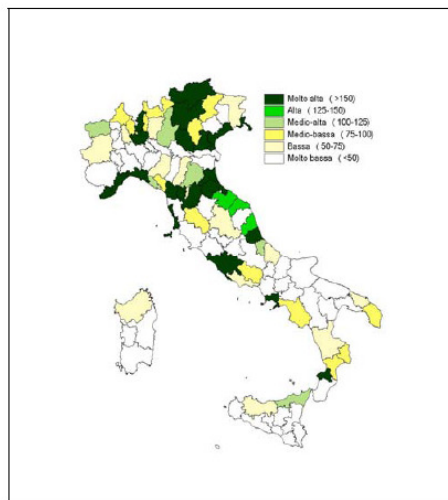 Molto alta (>150)
Alta (125-150)
Medio-alta (100-125)
Medio-bassa (75-100)
Bassa (50-75)
Molto bassa (<50)